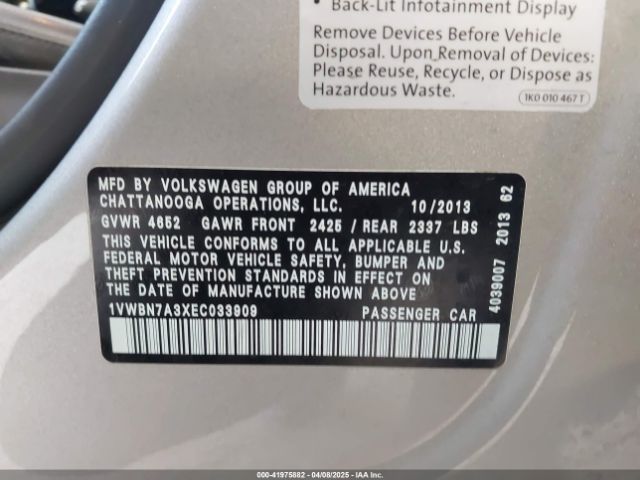 • Back-Lit Infotainment Display
Remove Devices Before Vehicle
Disposal. Upon Removal of Devices:
Please Reuse, Recycle, or Dispose as
Hazardous Waste.
1K0 010 467 T
MFD BY VOLKSWAGEN GROUP OF AMERICA
CHATTANOOGA OPERATIONS, LLC. 10/2013
GVWR 4652 GAWR FRONT 2425 / REAR 2337 LBS
THIS VEHICLE CONFORMS TO ALL APPLICABLE U.S.
FEDERAL MOTOR VEHICLE SAFETY, BUMPER AND
THEFT PREVENTION STANDARDS IN EFFECT ON
THE DATE OF MANUFACTURE SHOWN ABOVE
1VWBN7A3XEC033909 PASSENGER CAR
4039007 2013 62
000-41975882 - 04/08/2025 - IAAI, Inc.